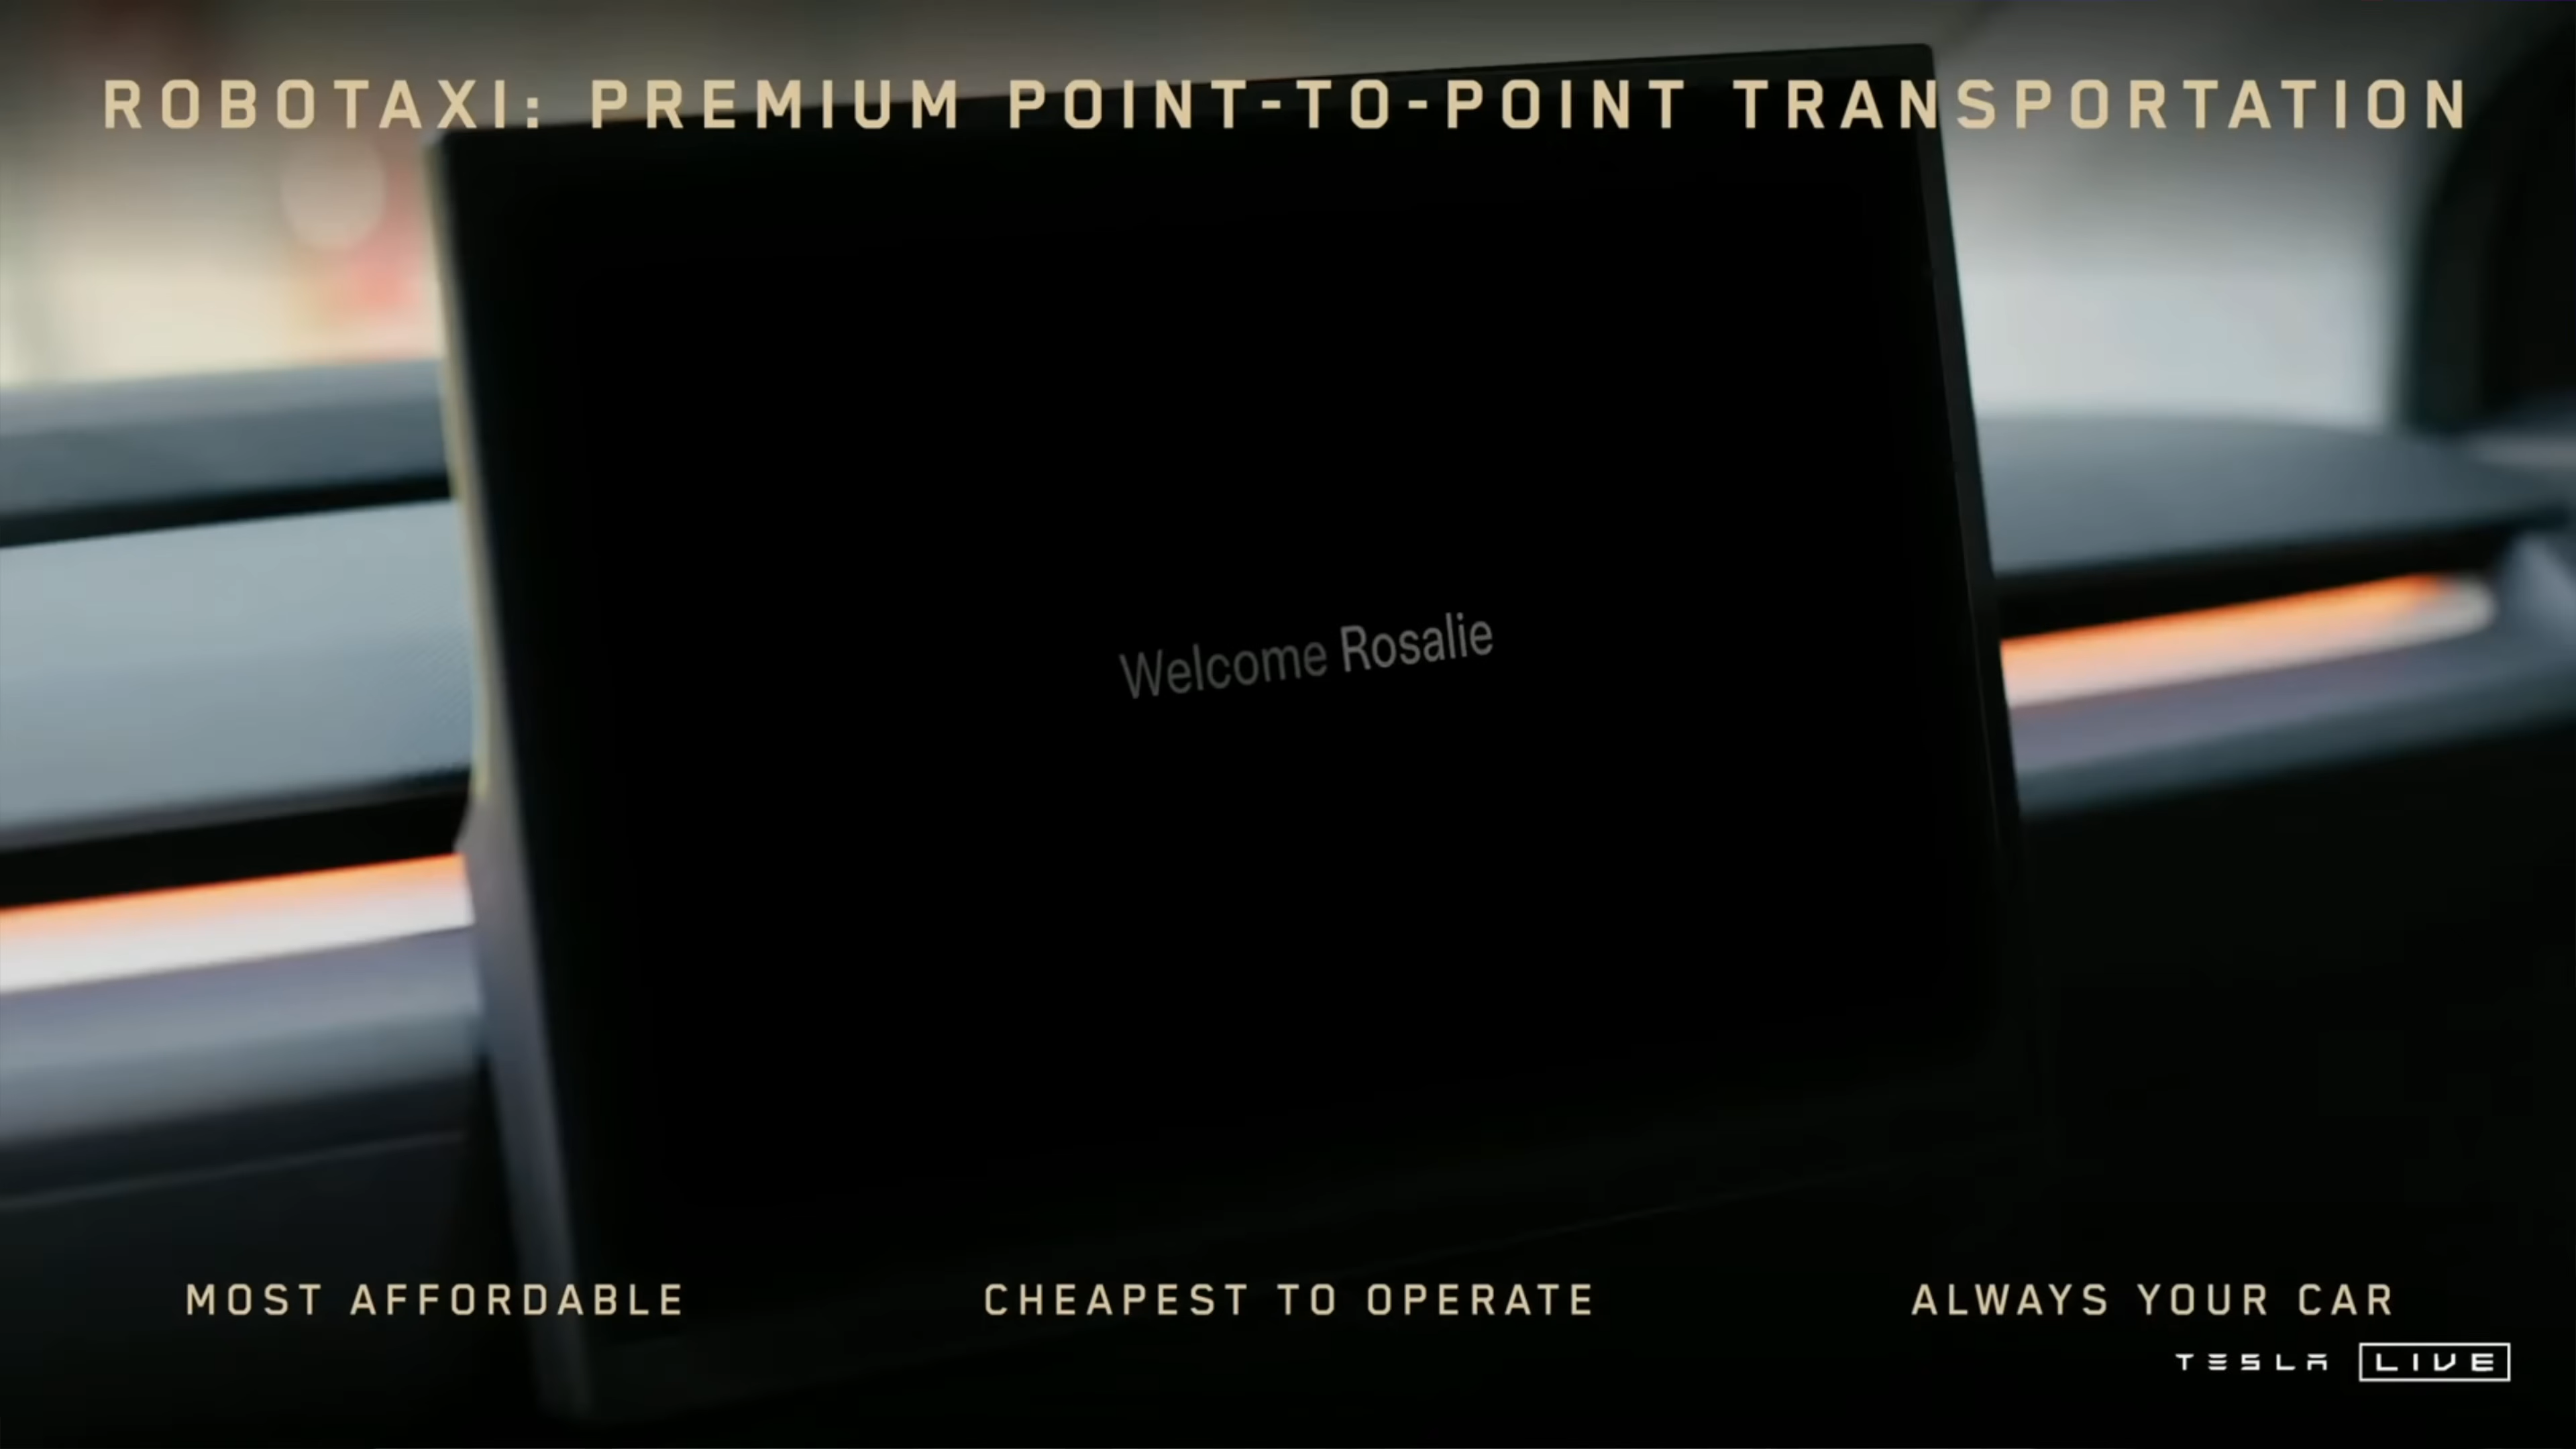 ROBOTAXI: PREMIUM POINT-TO-POINT TRANSPORTATION
Welcome Rosalie
MOST AFFORDABLE CHEAPEST TO OPERATE ALWAYS YOUR CAR
TESLA LIVE